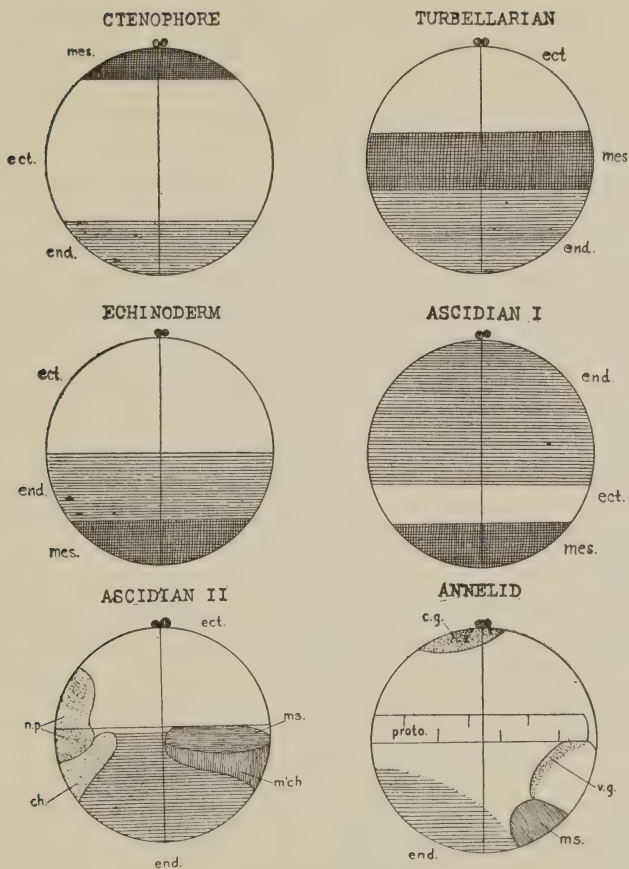 CTENOPHORE
TURBELLARIAN
mes.
ect
ect.
mes
end.
end.
ECHINODERM
ASCIDIAN I
ect.
end.
end.
ect.
mes.
mes.
ASCIDIAN II
ANNELID
ect.
c.g.
n.p.
ms.
proto.
m'ch
ch.
v.g.
ms.
end.
end.